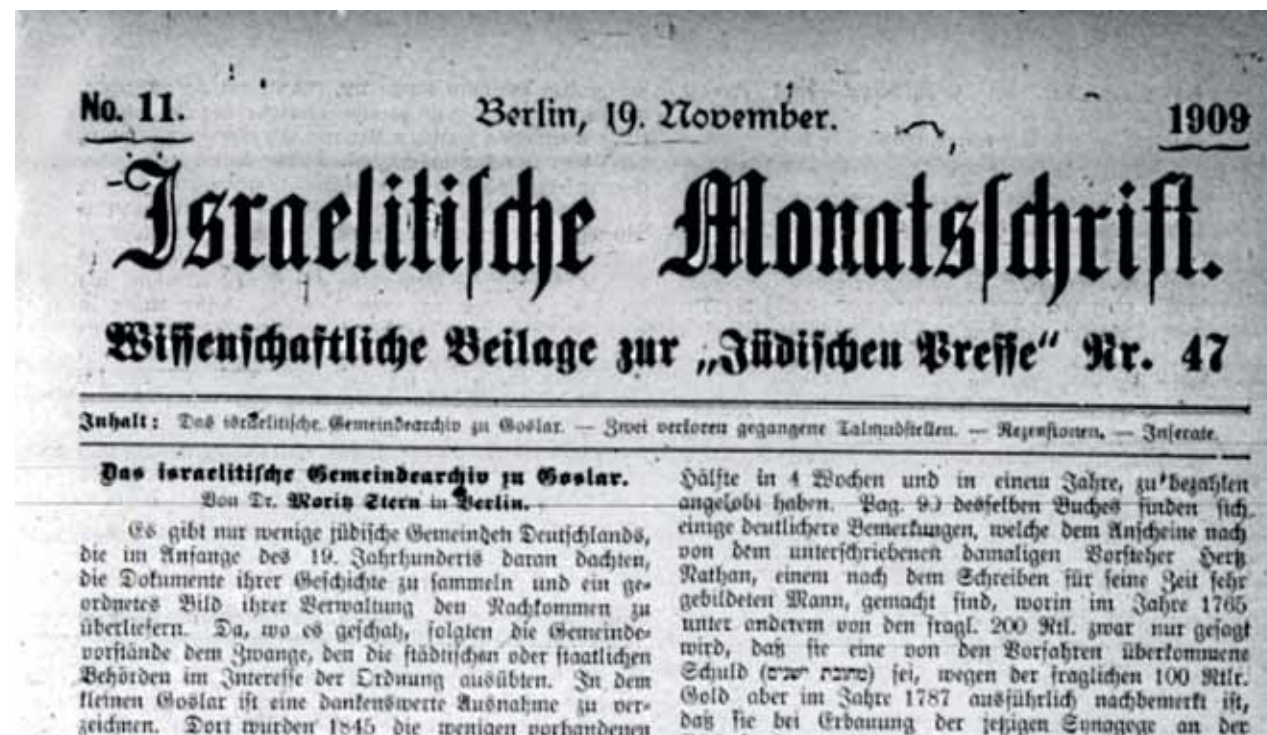 No. 11.
Berlin, 19. November.
1909
Israelitische Monatsschrift.
Wissenschaftliche Beilage zur „Jüdischen Presse“ Nr. 47
Inhalt: Das israelitische Gemeindearchiv zu Goslar. — Zwei verloren gegangene Talmudstellen. — Rezensionen. — Inserate.
Das israelitische Gemeindearchiv zu Goslar.
Von Dr. Moritz Stern in Berlin.
Es gibt nur wenige jüdische Gemeinden Deutschlands,
die im Anfange des 19. Jahrhunderts daran dachten,
die Dokumente ihrer Geschichte zu sammeln und ein ge-
ordnetes Bild ihrer Verwaltung den Nachkommen zu
überliefern. Da, wo es geschah, folgten die Gemeinde-
vorstände dem Zwange, den die städtischen oder staatlichen
Behörden im Interesse der Ordnung ausübten. In dem
kleinen Goslar ist eine dankenswerte Ausnahme zu ver-
zeichnen. Dort wurden 1845 die wenigen vorhandenen
Hälfte in 4 Wochen und in einem Jahre, zu bezahlen
angelobt haben. Pag. 90 desselben Buches finden sich
einige deutlichere Bemerkungen, welche dem Anscheine nach
von dem unterschriebenen damaligen Vorsteher Hertz
Nathan, einem nach dem Schreiben für seine Zeit sehr
gebildeten Mann, gemacht sind, worin im Jahre 1765
unter anderem von den fragl. 200 Rtl. zwar nur gesagt
wird, daß sie eine von den Vorfahren überkommene
Schuld ( ) sei, wegen der fraglichen 100 Rtlr.
Gold aber im Jahre 1787 ausführlich nachbemerkt ist,
daß sie bei Erbauung der jetzigen Synagoge an der